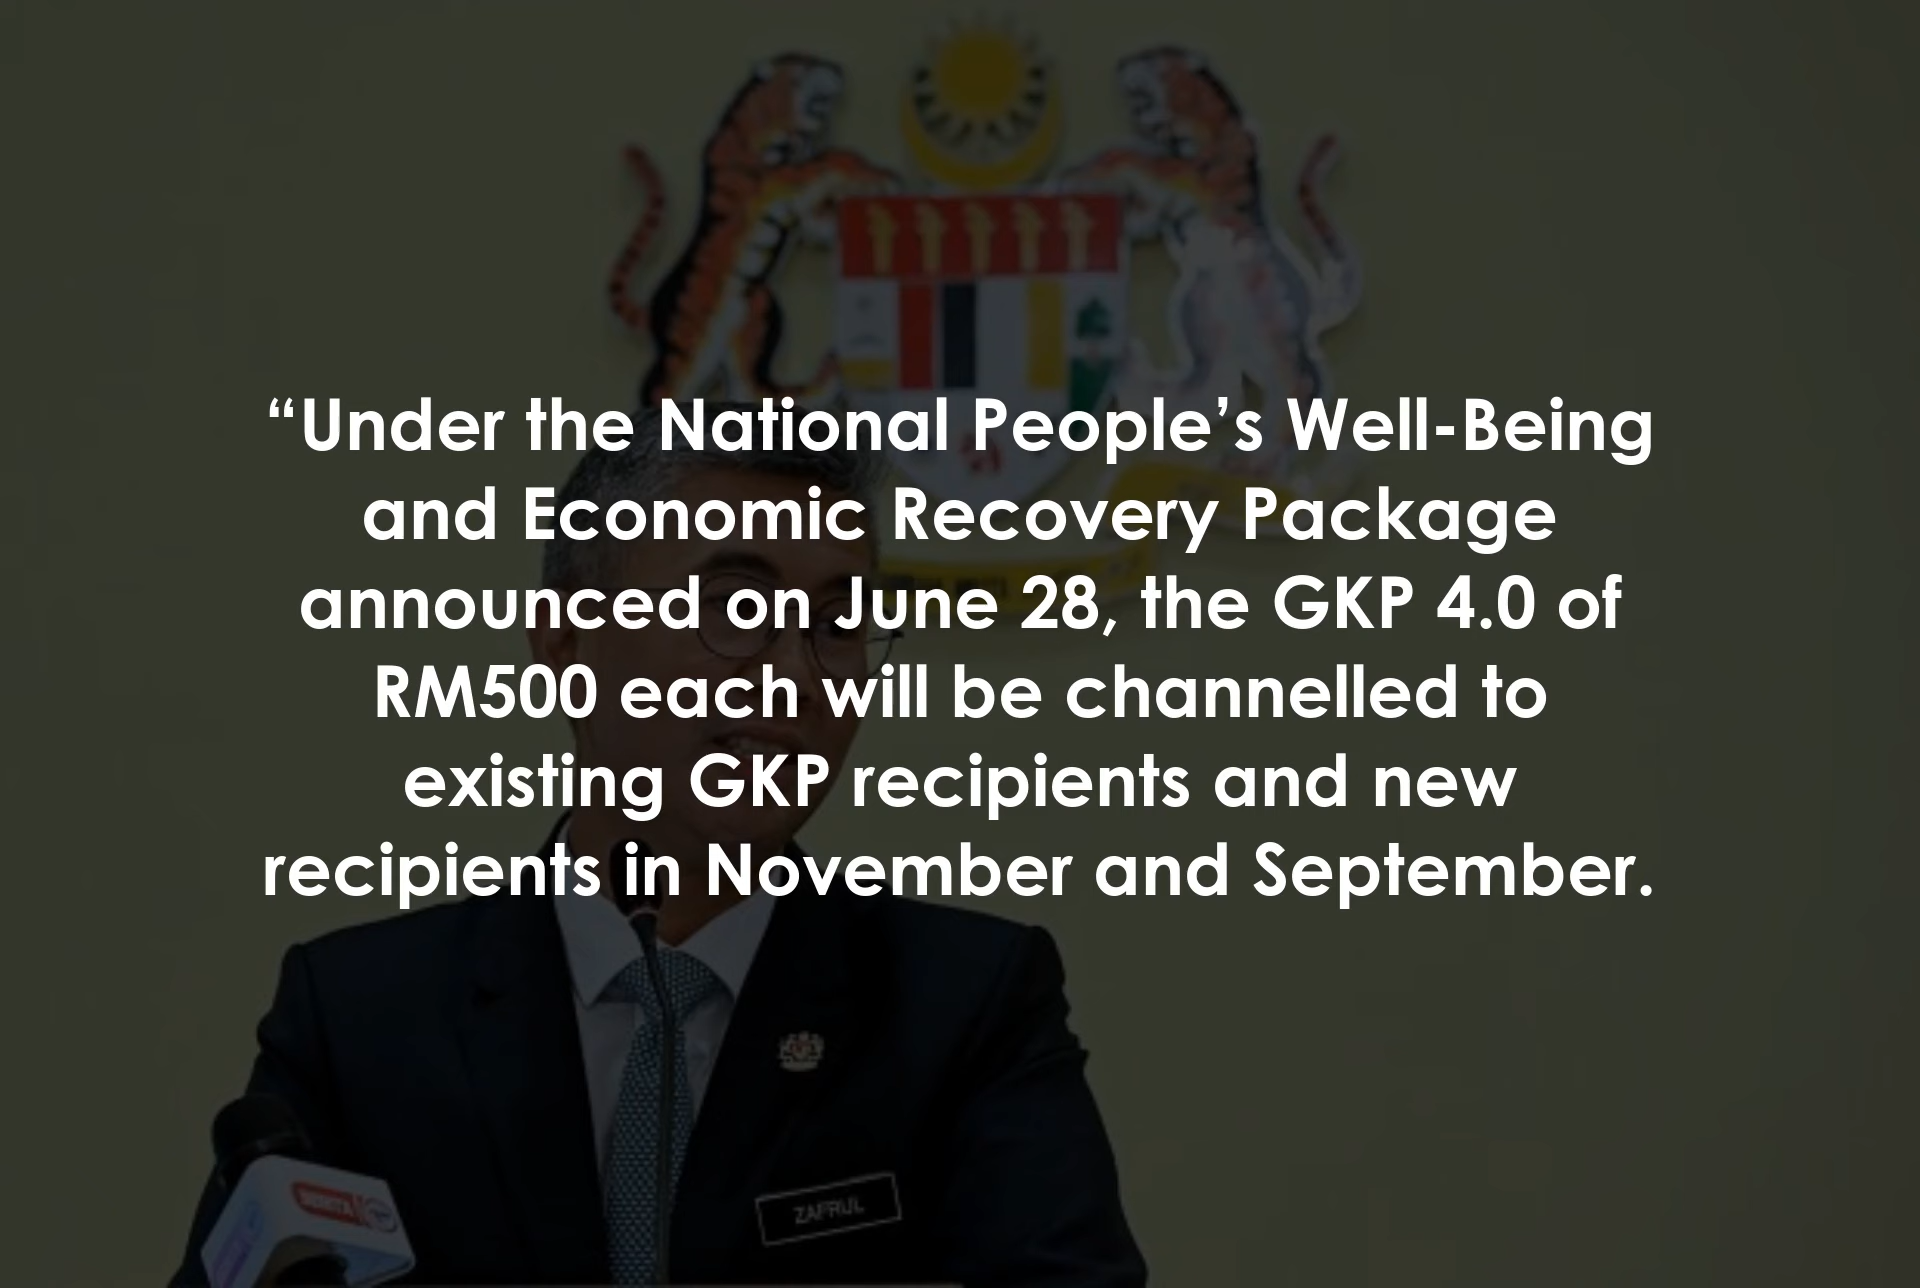 “Under the National People’s Well-Being
and Economic Recovery Package
announced on June 28, the GKP 4.0 of
RM500 each will be channelled to
existing GKP recipients and new
recipients in November and September.
BERITA
ZAFRUL